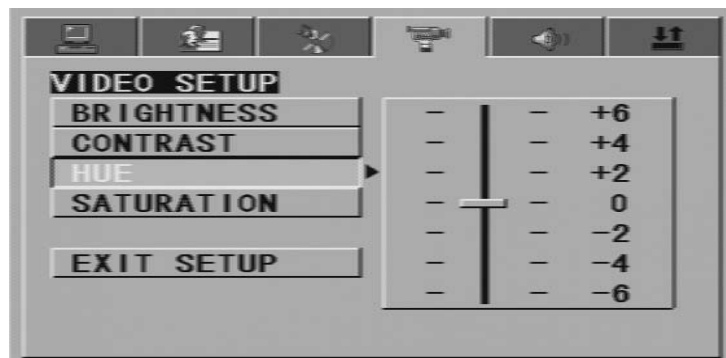 VIDEO SETUP
BRIGHTNESS
CONTRAST
HUE
SATURATION
EXIT SETUP
+6
+4
+2
0
-2
-4
-6